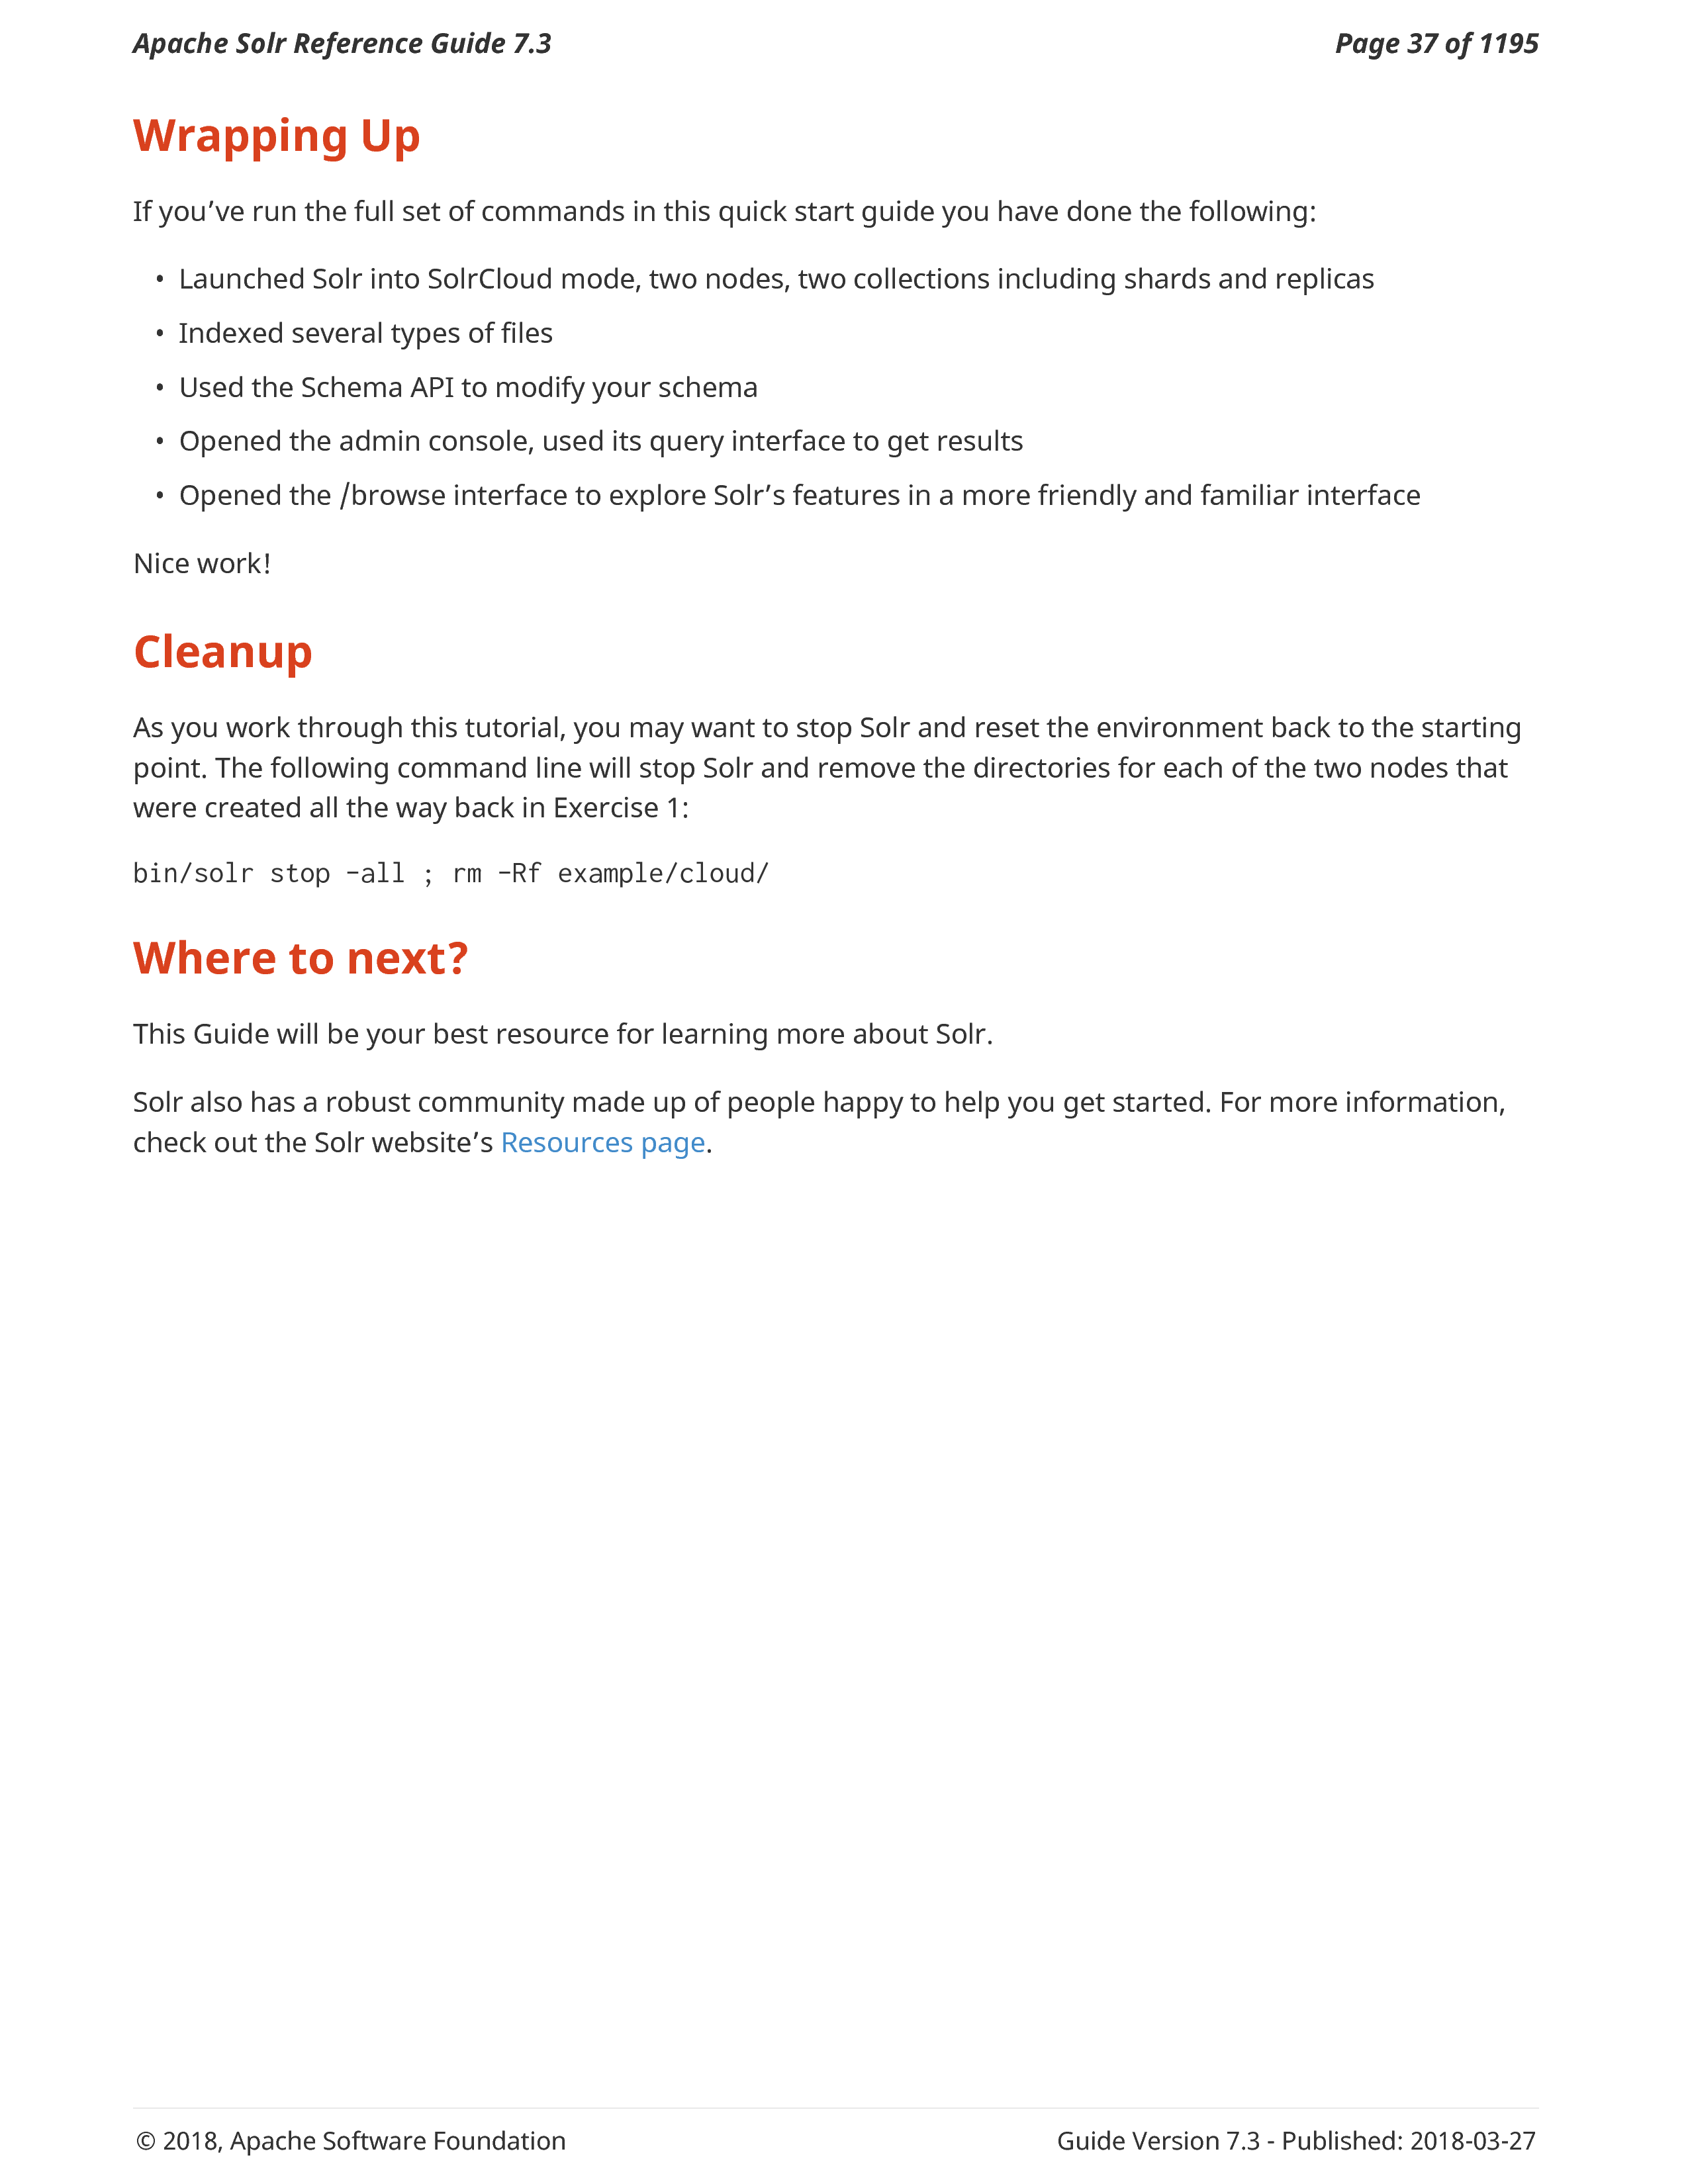 Apache Solr Reference Guide 7.3 Page 37 of 1195
Wrapping Up
If you’ve run the full set of commands in this quick start guide you have done the following:
• Launched Solr into SolrCloud mode, two nodes, two collections including shards and replicas
• Indexed several types of files
• Used the Schema API to modify your schema
• Opened the admin console, used its query interface to get results
• Opened the /browse interface to explore Solr’s features in a more friendly and familiar interface
Nice work!
Cleanup
As you work through this tutorial, you may want to stop Solr and reset the environment back to the starting
point. The following command line will stop Solr and remove the directories for each of the two nodes that
were created all the way back in Exercise 1:
bin/solr stop -all ; rm -Rf example/cloud/
Where to next?
This Guide will be your best resource for learning more about Solr.
Solr also has a robust community made up of people happy to help you get started. For more information,
check out the Solr website’s Resources page.
© 2018, Apache Software Foundation Guide Version 7.3 - Published: 2018-03-27